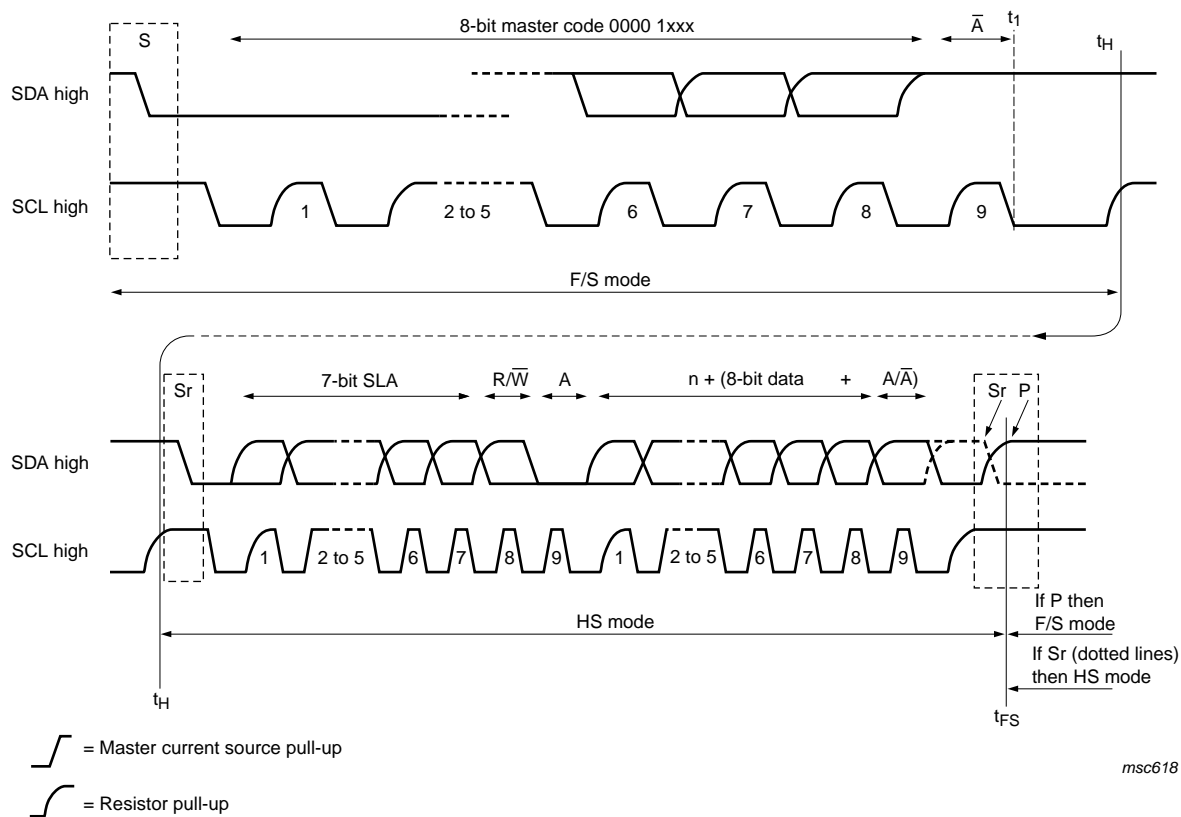 S
8-bit master code 0000 1xxx
A̅
t1
tH
SDA high
SCL high
1
2 to 5
6
7
8
9
F/S mode
Sr
7-bit SLA
R/W̅
A
n + (8-bit data + A/A̅)
Sr P
SDA high
SCL high
1
2 to 5
6
7
8
9
1
2 to 5
6
7
8
9
HS mode
If P then
F/S mode
If Sr (dotted lines)
then HS mode
tH
tFS
= Master current source pull-up
= Resistor pull-up
msc618